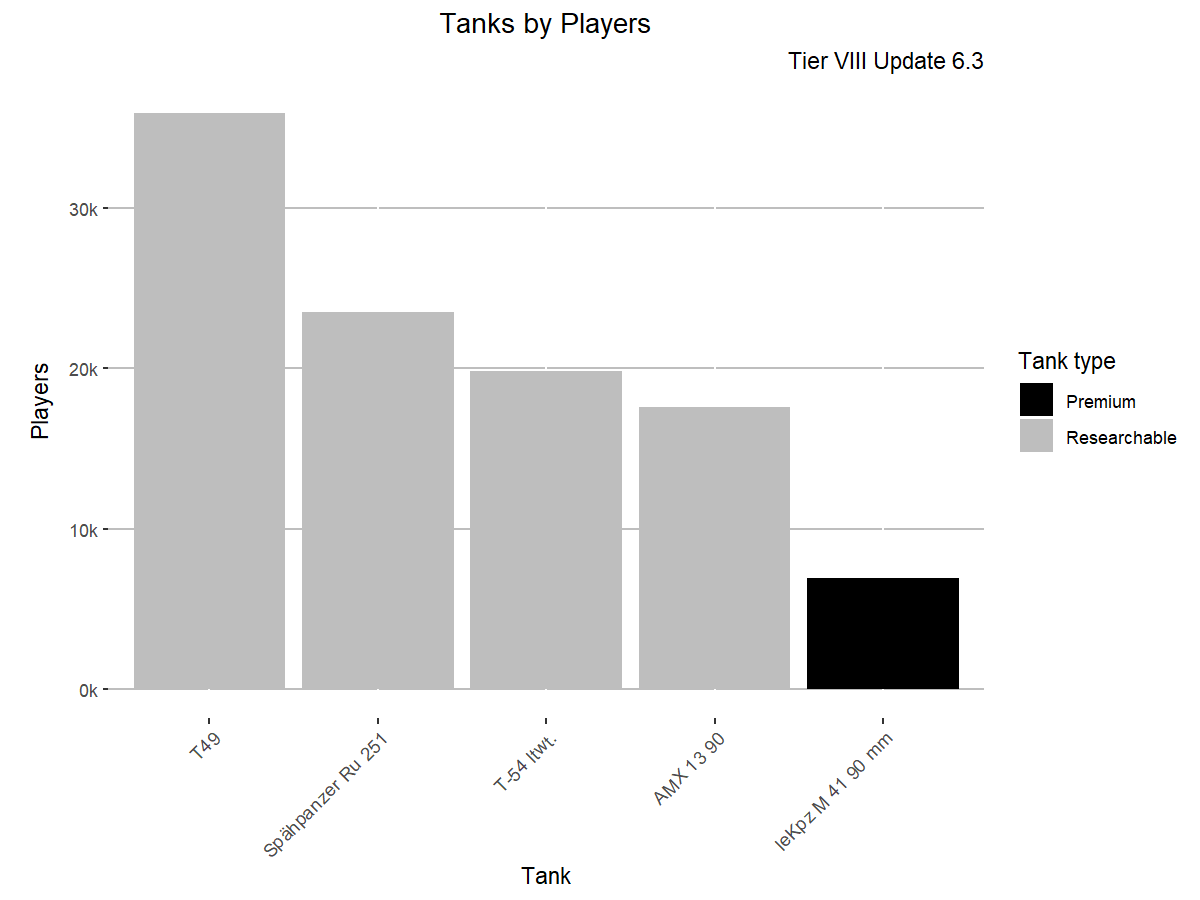 Tanks by Players
Tier VIII Update 6.3
Players
30k
20k
10k
0k
T49
Spähpanzer Ru 251
T-54 ltwt.
AMX 13 90
leKpz M 41 90 mm
Tank
Tank type
Premium
Researchable